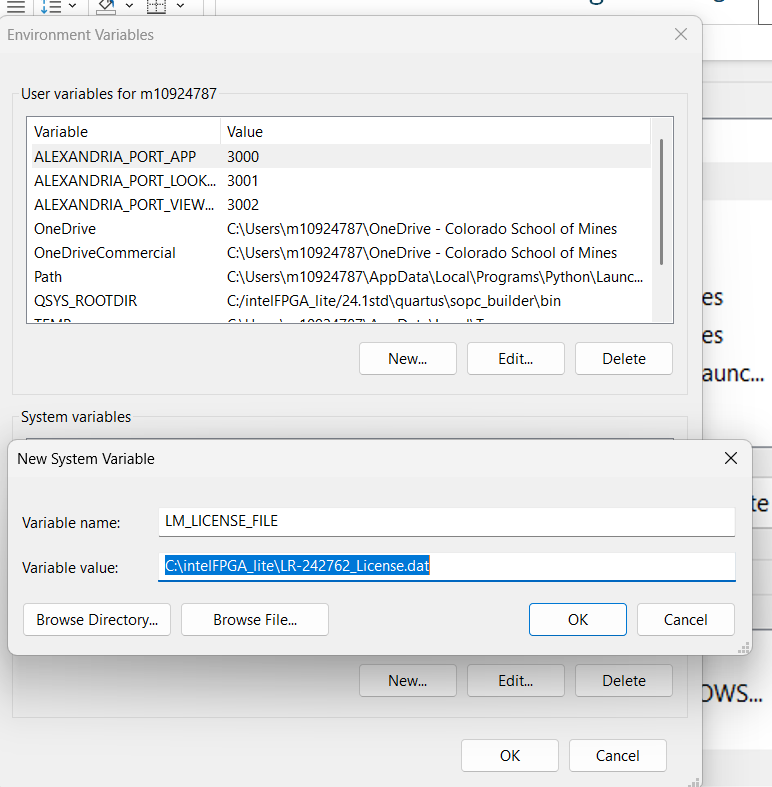 Environment Variables
User variables for m10924787
Variable Value
ALEXANDRIA_PORT_APP 3000
ALEXANDRIA_PORT_LOOK... 3001
ALEXANDRIA_PORT_VIEW... 3002
OneDrive C:\Users\m10924787\OneDrive - Colorado School of Mines
OneDriveCommercial C:\Users\m10924787\OneDrive - Colorado School of Mines
Path C:\Users\m10924787\AppData\Local\Programs\Python\Launc...
QSYS_ROOTDIR C:/intelFPGA_lite/24.1std/quartus\sopc_builder\bin
New... Edit... Delete
System variables
New System Variable
Variable name: LM_LICENSE_FILE
Variable value: C:\intelFPGA_lite\LR-242762_License.dat
Browse Directory... Browse File... OK Cancel
New... Edit... Delete
OK Cancel
es
es
aunc...
te
OWS...